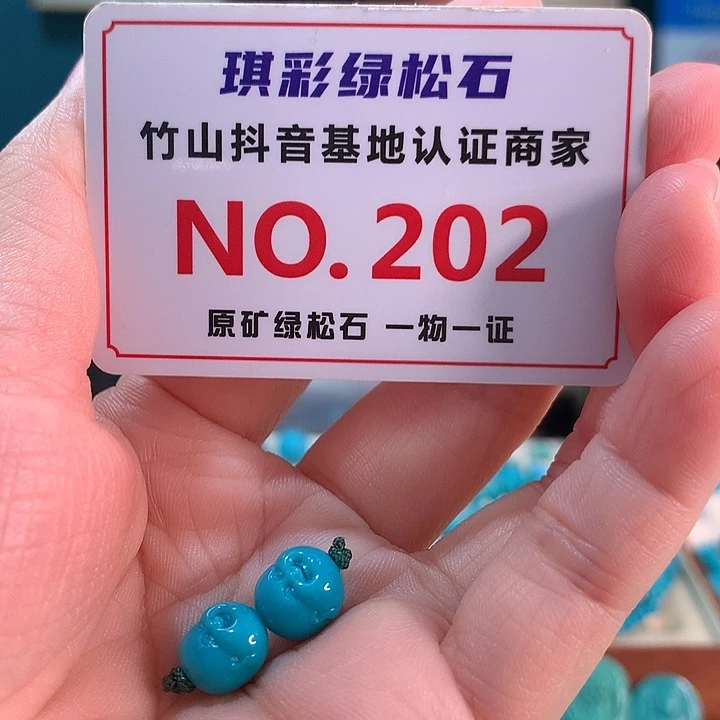 琪彩绿松石
竹山抖音基地认证商家
NO.202
原矿绿松石 一物一证